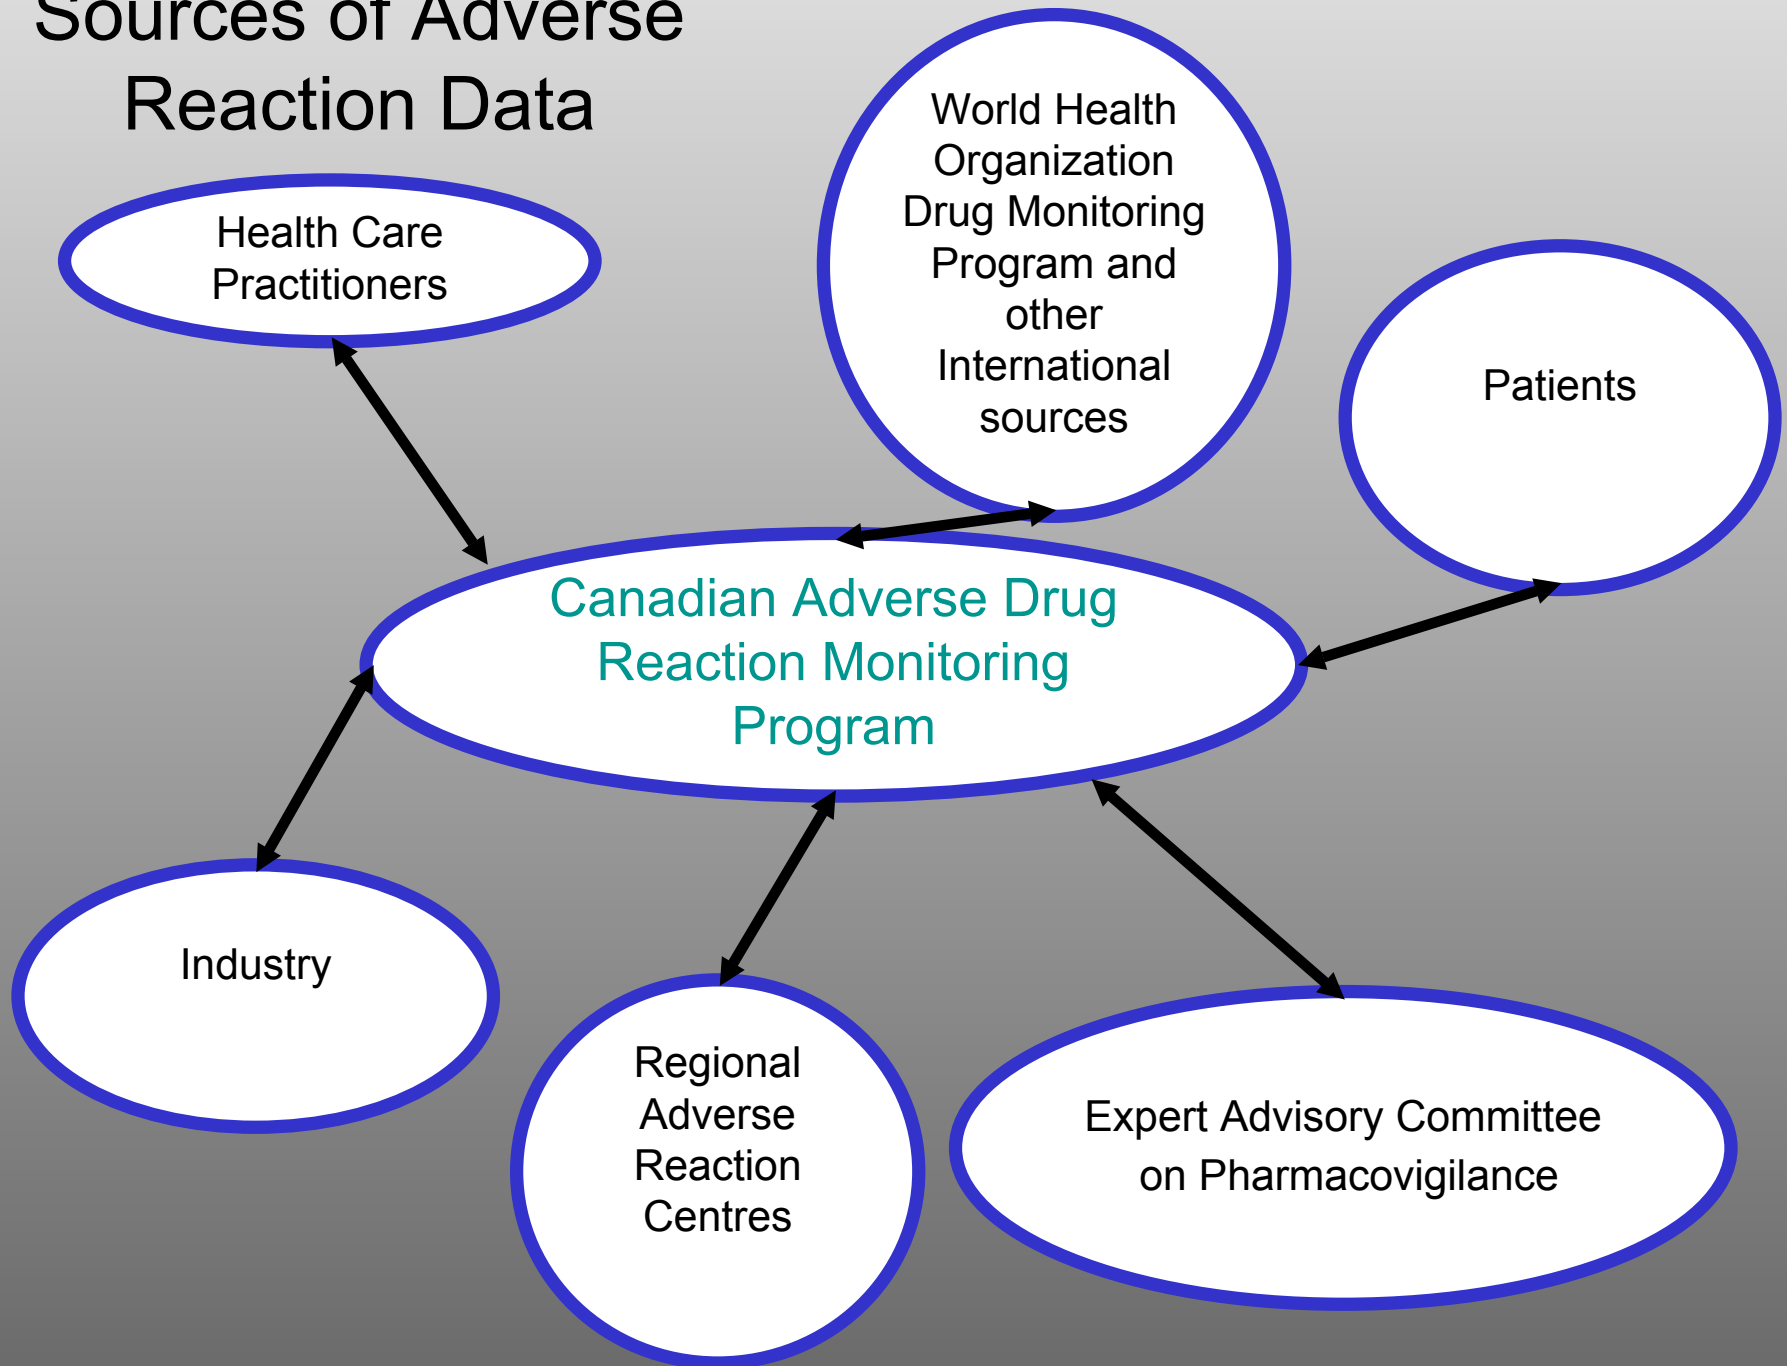 Sources of Adverse
Reaction Data
World Health
Organization
Drug Monitoring
Program and
other
International
sources
Health Care
Practitioners
Patients
Canadian Adverse Drug
Reaction Monitoring
Program
Industry
Regional
Adverse
Reaction
Centres
Expert Advisory Committee
on Pharmacovigilance